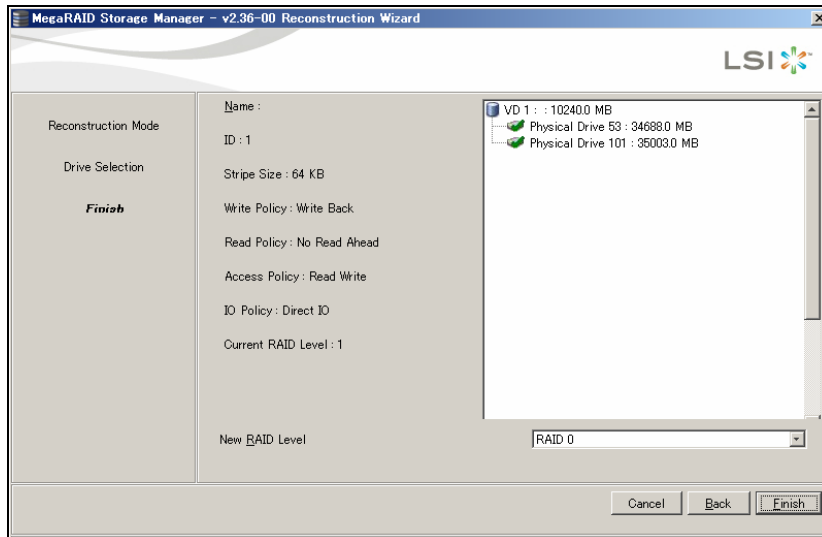 MegaRAID Storage Manager - v2.36-00 Reconstruction Wizard
LSI
Reconstruction Mode
Drive Selection
Finish
Name :
ID : 1
Stripe Size : 64 KB
Write Policy : Write Back
Read Policy : No Read Ahead
Access Policy : Read Write
IO Policy : Direct IO
Current RAID Level : 1
VD 1 : : 10240.0 MB
Physical Drive 53 : 34688.0 MB
Physical Drive 101 : 35003.0 MB
New RAID Level
RAID 0
Cancel
Back
Finish